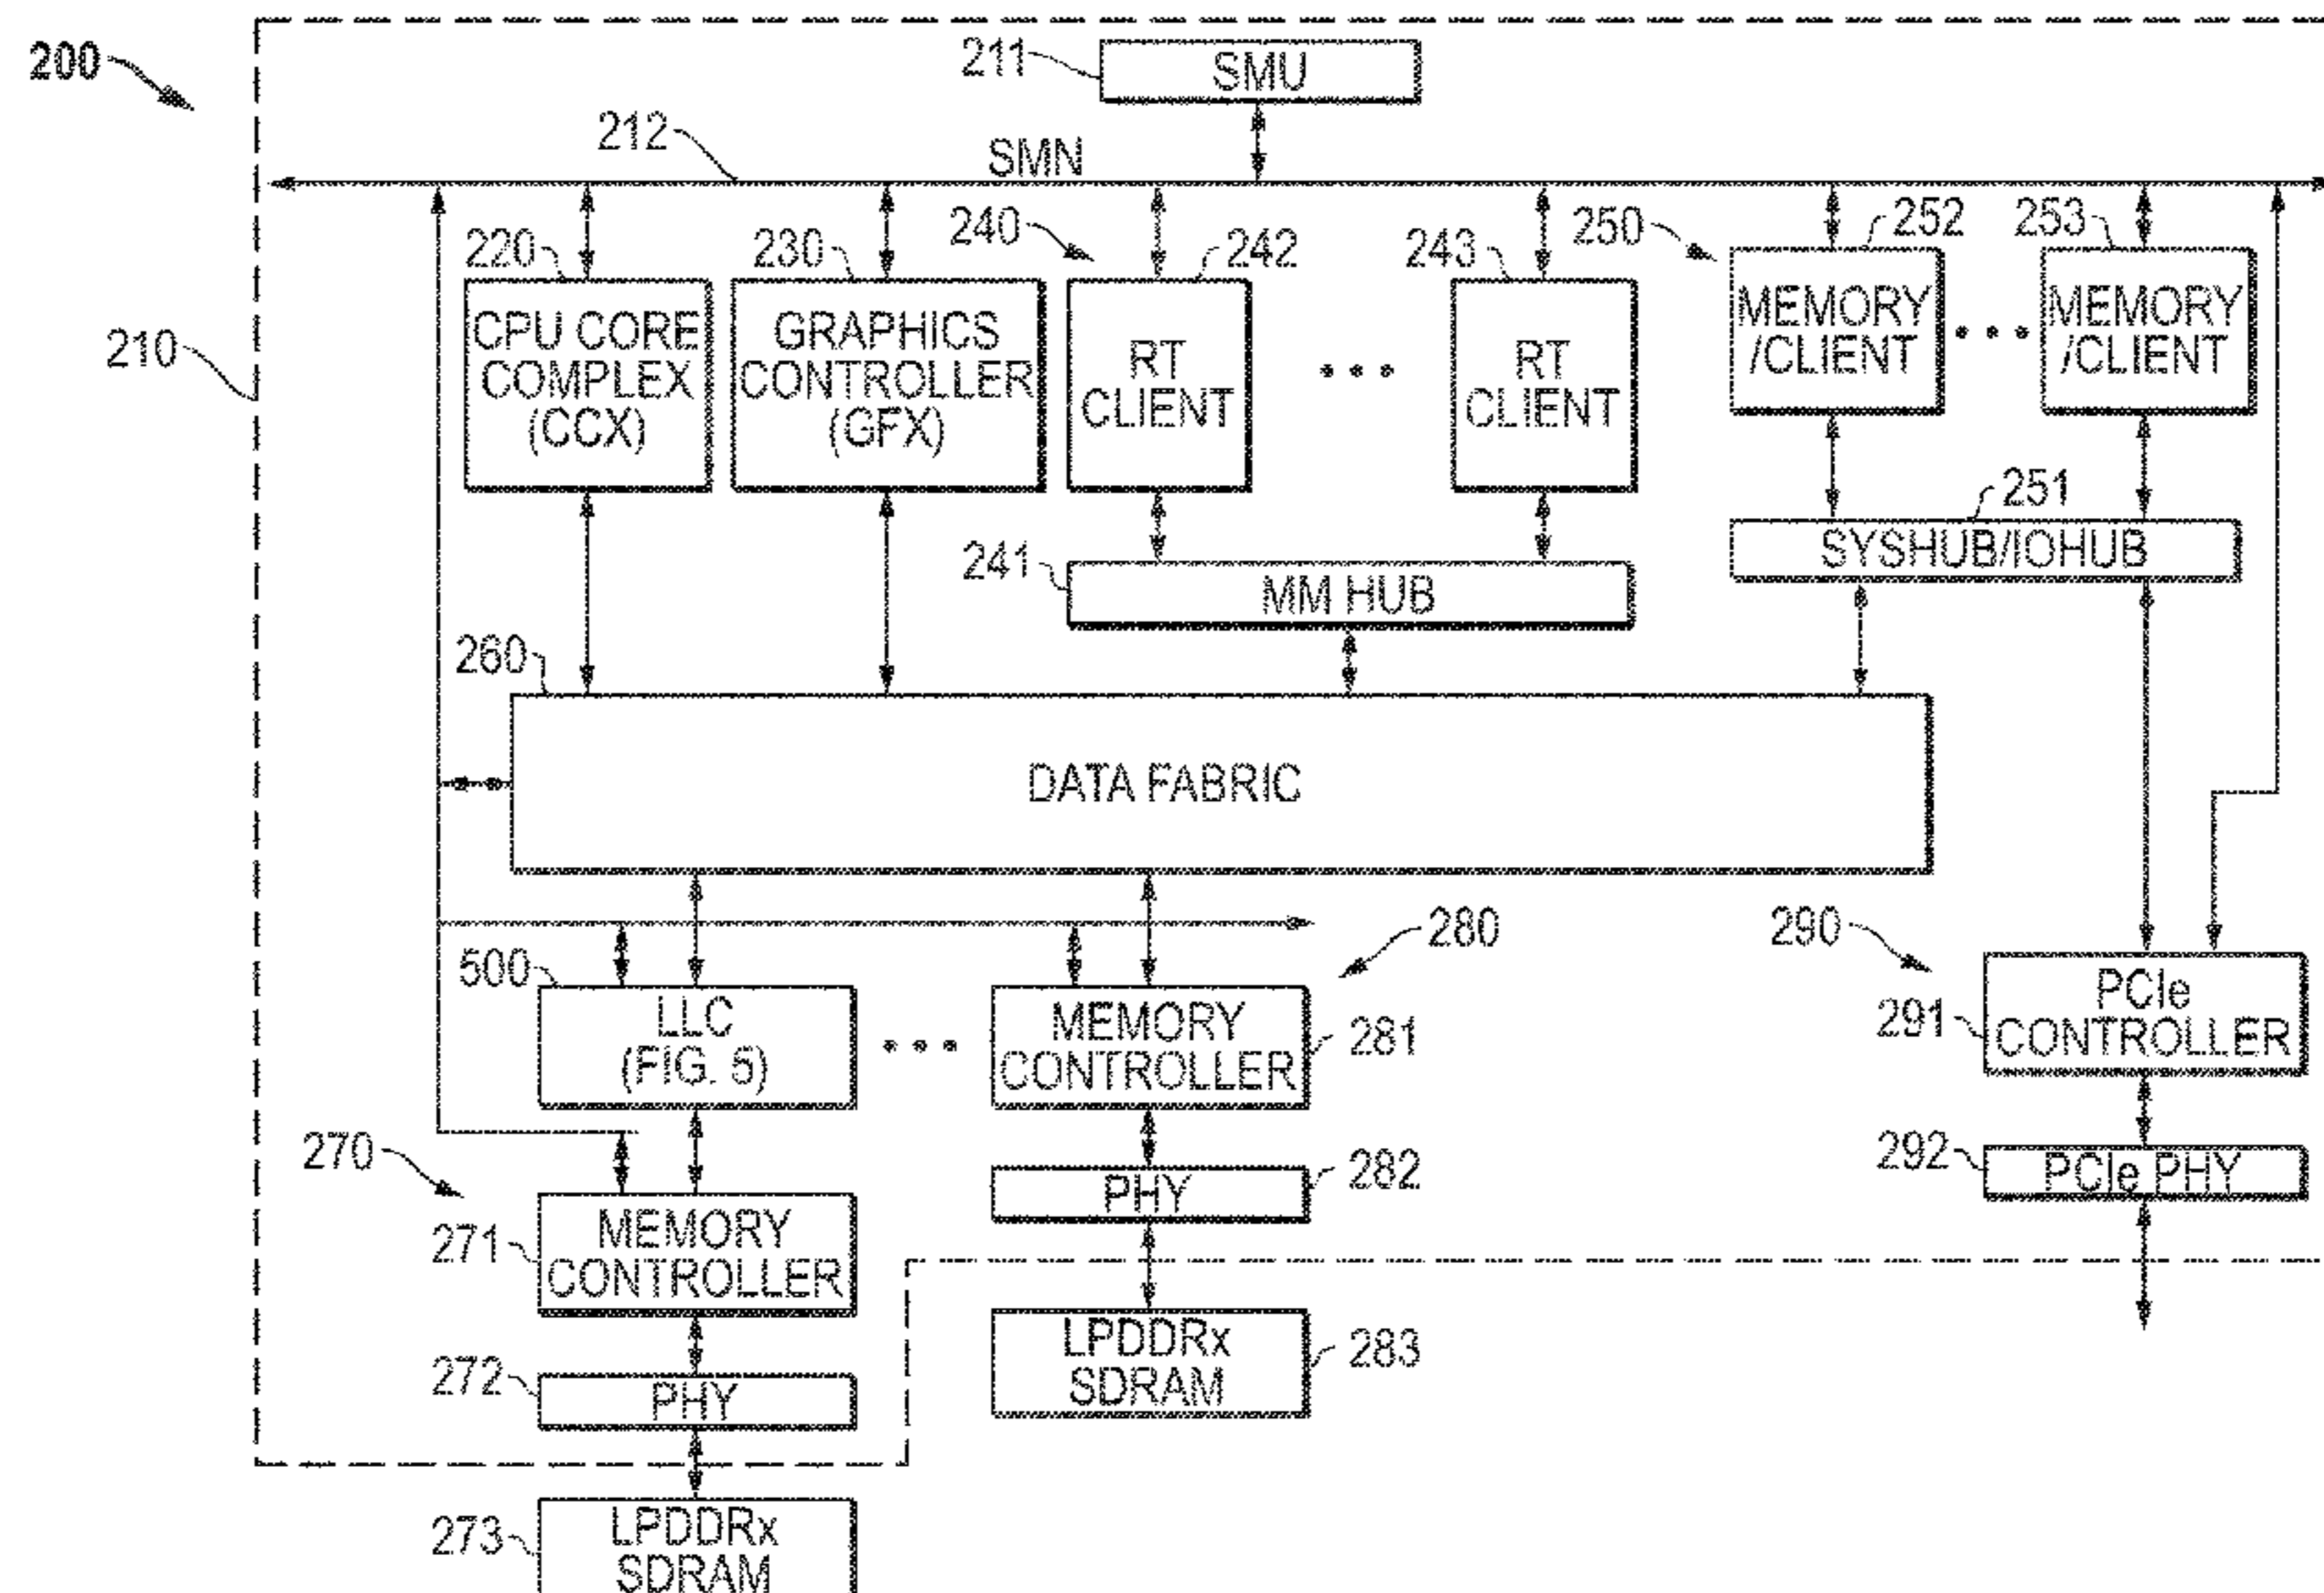 200
211
SMU
212
SMN
220
230
240
242
243
250
252
253
210
CPU CORE
COMPLEX
(CCX)
GRAPHICS
CONTROLLER
(GFX)
RT
CLIENT
• • •
RT
CLIENT
MEMORY
/CLIENT
• • •
MEMORY
/CLIENT
251
SYSHUB/IOHUB
241
MM HUB
260
DATA FABRIC
280
290
500
LLC
(FIG. 5)
• • •
MEMORY
CONTROLLER
281
291
PCIe
CONTROLLER
270
282
PHY
292
PCIe PHY
271
MEMORY
CONTROLLER
272
PHY
LPDDRx
SDRAM
283
273
LPDDRx
SDRAM